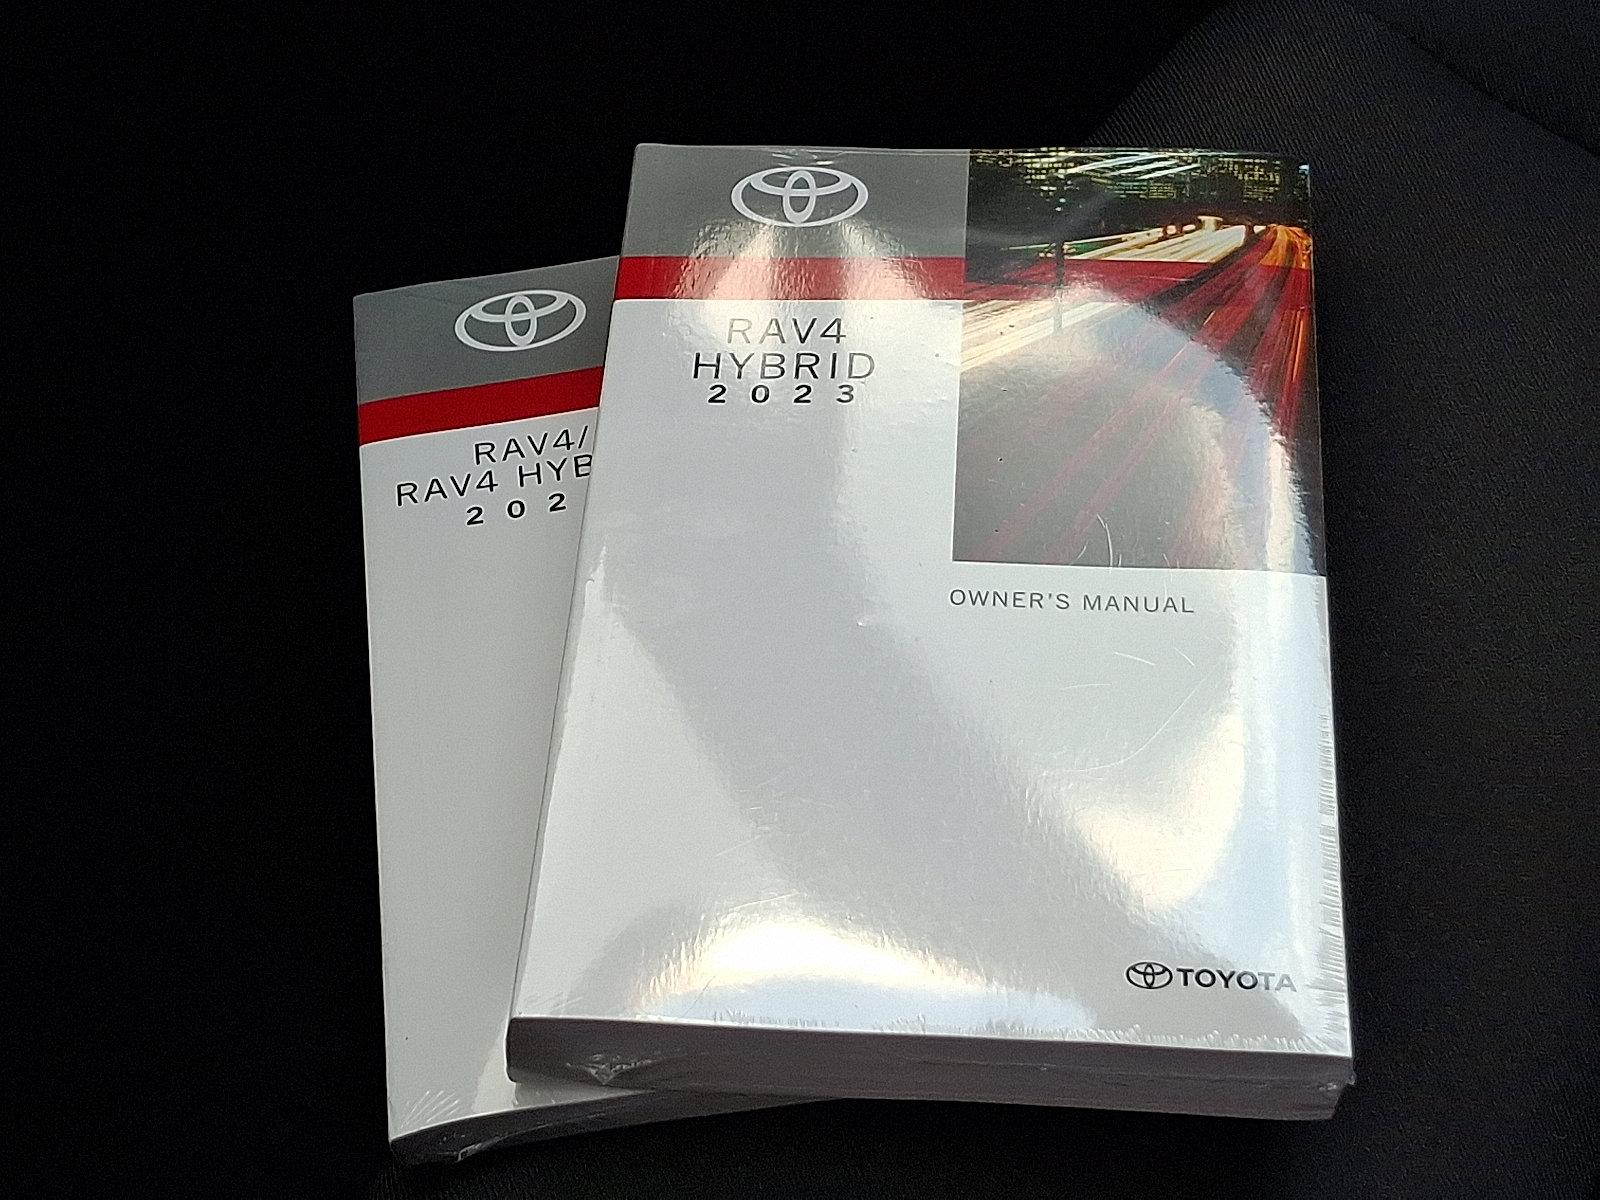 RAV4
HYBRID
2023
OWNER'S MANUAL
TOYOTA
RAV4/
RAV4 HYB
202